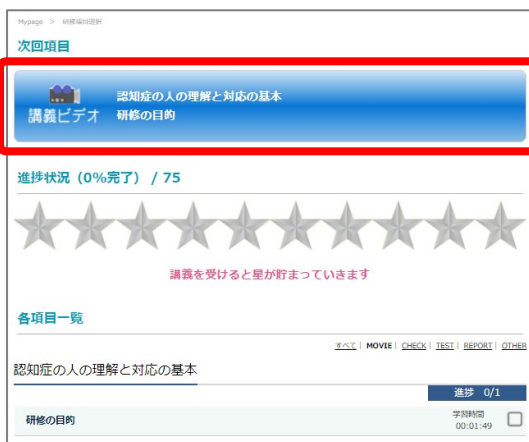 Mypage > 研修項目選択
次回項目
講義ビデオ
認知症の人の理解と対応の基本
研修の目的
進捗状況（0%完了）/ 75
講義を受けると星が貯まっていきます
各項目一覧
すべて | MOVIE | CHECK | TEST | REPORT | OTHER
認知症の人の理解と対応の基本
進捗 0/1
研修の目的
学習時間
00:01:49